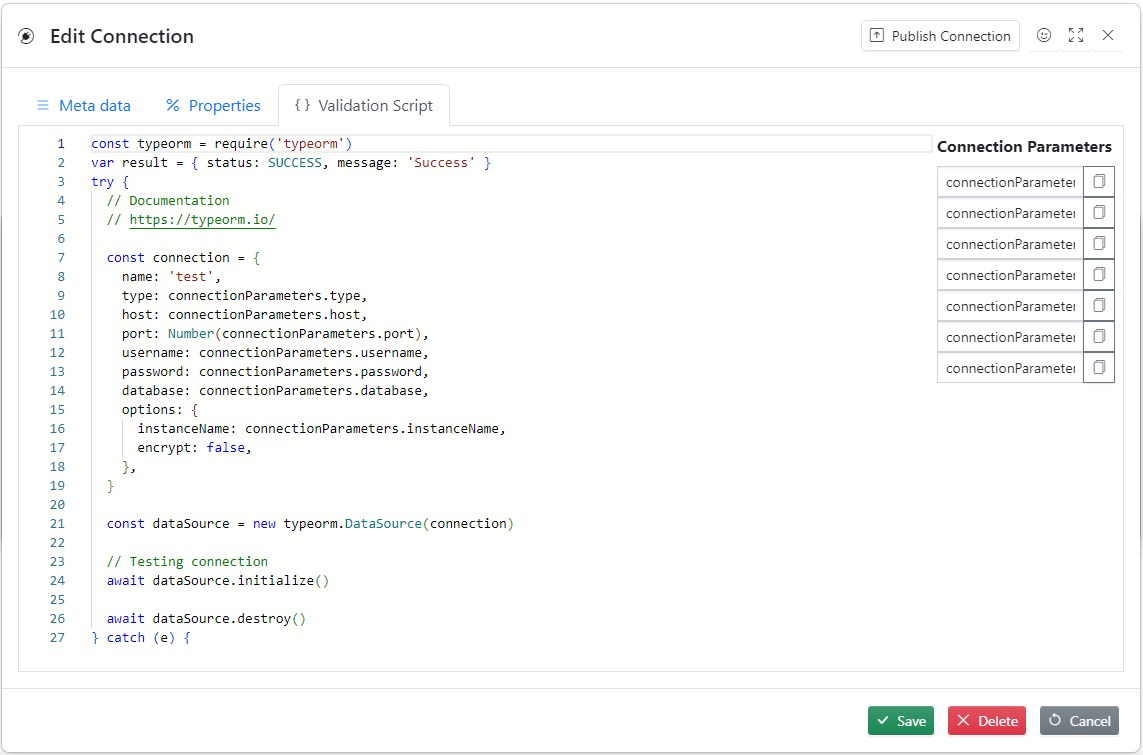 Edit Connection
Publish Connection
Meta data
Properties
{ } Validation Script
1 const typeorm = require('typeorm')
2 var result = { status: SUCCESS, message: 'Success' }
3 try {
4 // Documentation
5 // https://typeorm.io/
6
7 const connection = {
8 name: 'test',
9 type: connectionParameters.type,
10 host: connectionParameters.host,
11 port: Number(connectionParameters.port),
12 username: connectionParameters.username,
13 password: connectionParameters.password,
14 database: connectionParameters.database,
15 options: {
16 instanceName: connectionParameters.instanceName,
17 encrypt: false,
18 },
19 }
20
21 const dataSource = new typeorm.DataSource(connection)
22
23 // Testing connection
24 await dataSource.initialize()
25
26 await dataSource.destroy()
27 } catch (e) {
Connection Parameters
connectionParameter
connectionParameter
connectionParameter
connectionParameter
connectionParameter
connectionParameter
connectionParameter
Save
Delete
Cancel